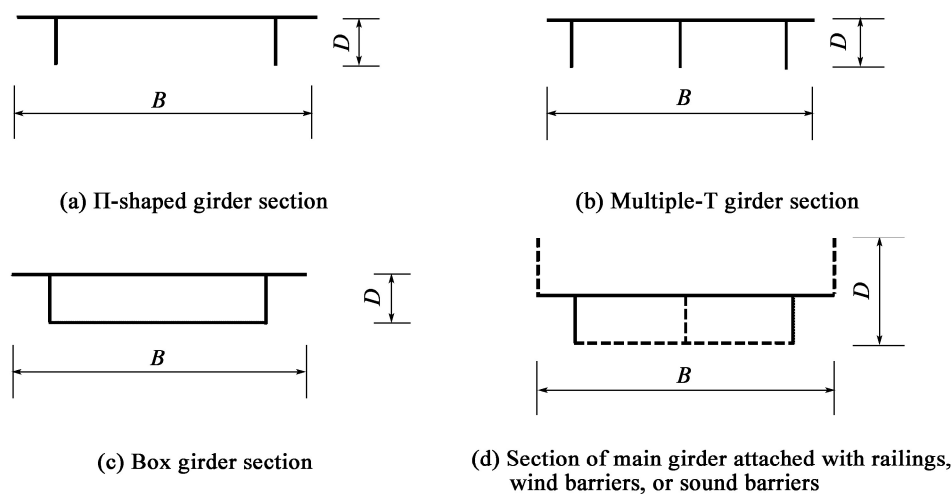 D
D
B
B
(a) Π-shaped girder section
(b) Multiple-T girder section
D
D
B
B
(c) Box girder section
(d) Section of main girder attached with railings,
wind barriers, or sound barriers